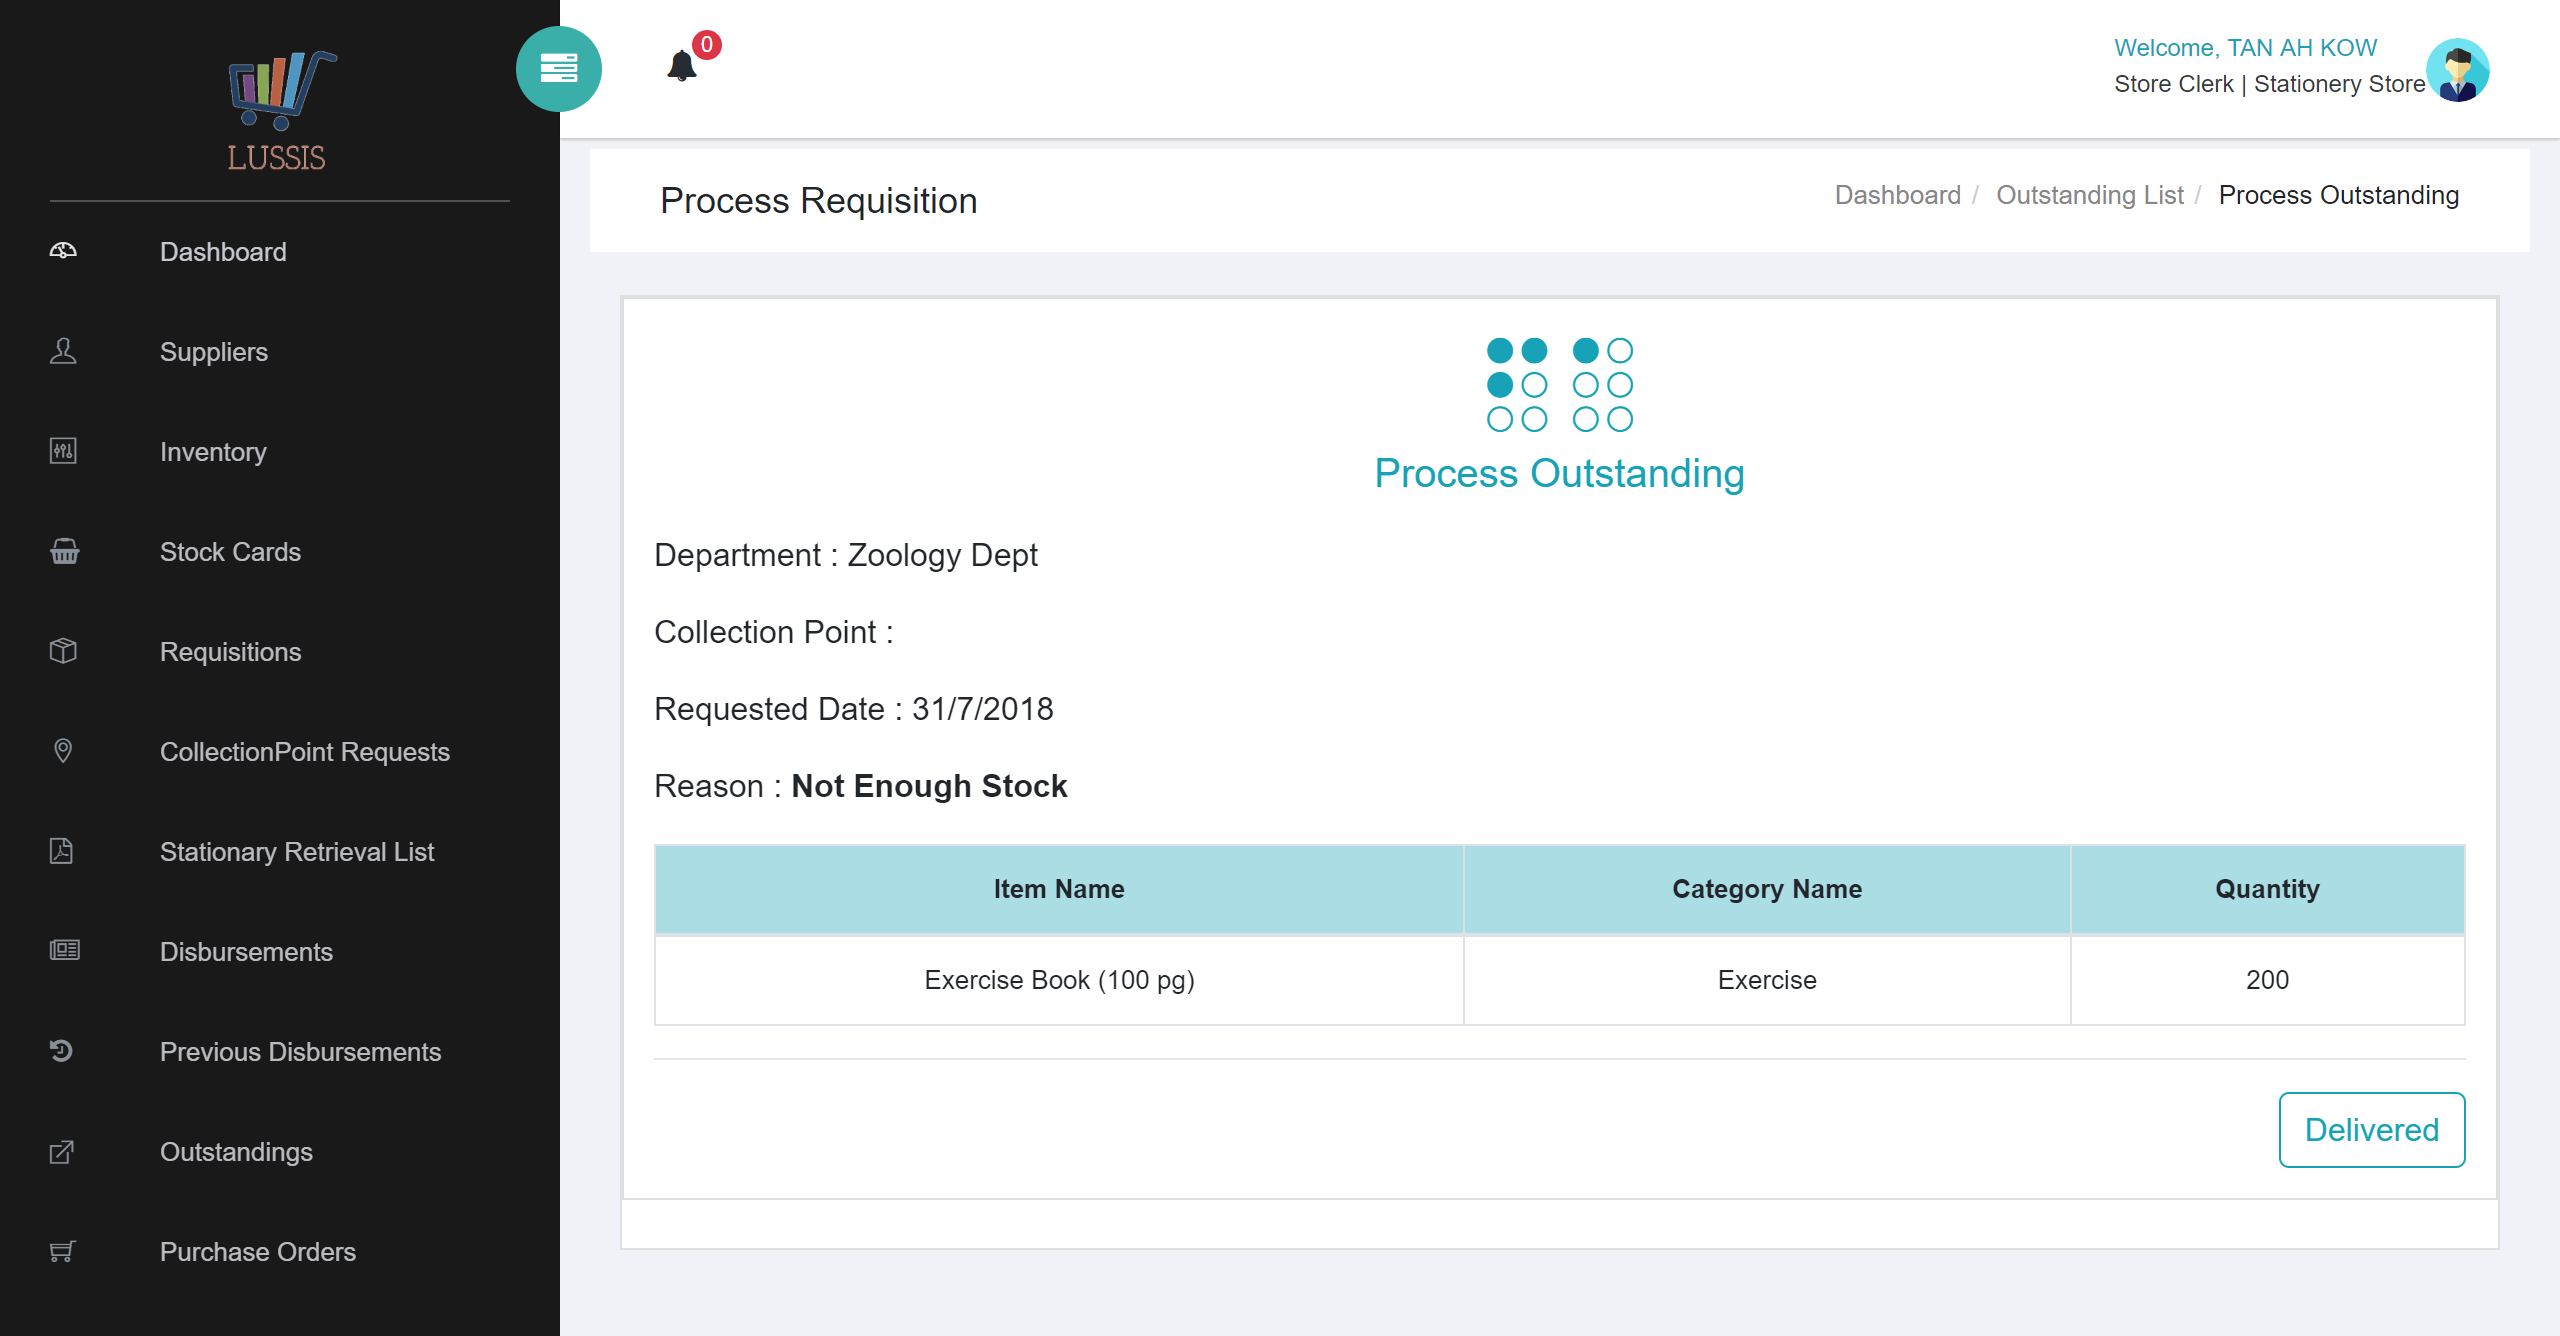 LUSSIS
Dashboard
Suppliers
Inventory
Stock Cards
Requisitions
CollectionPoint Requests
Stationary Retrieval List
Disbursements
Previous Disbursements
Outstandings
Purchase Orders
0
Welcome, TAN AH KOW
Store Clerk | Stationery Store
Process Requisition
Dashboard / Outstanding List / Process Outstanding
Process Outstanding
Department : Zoology Dept
Collection Point :
Requested Date : 31/7/2018
Reason : Not Enough Stock
Item Name Category Name Quantity
Exercise Book (100 pg) Exercise 200
Delivered